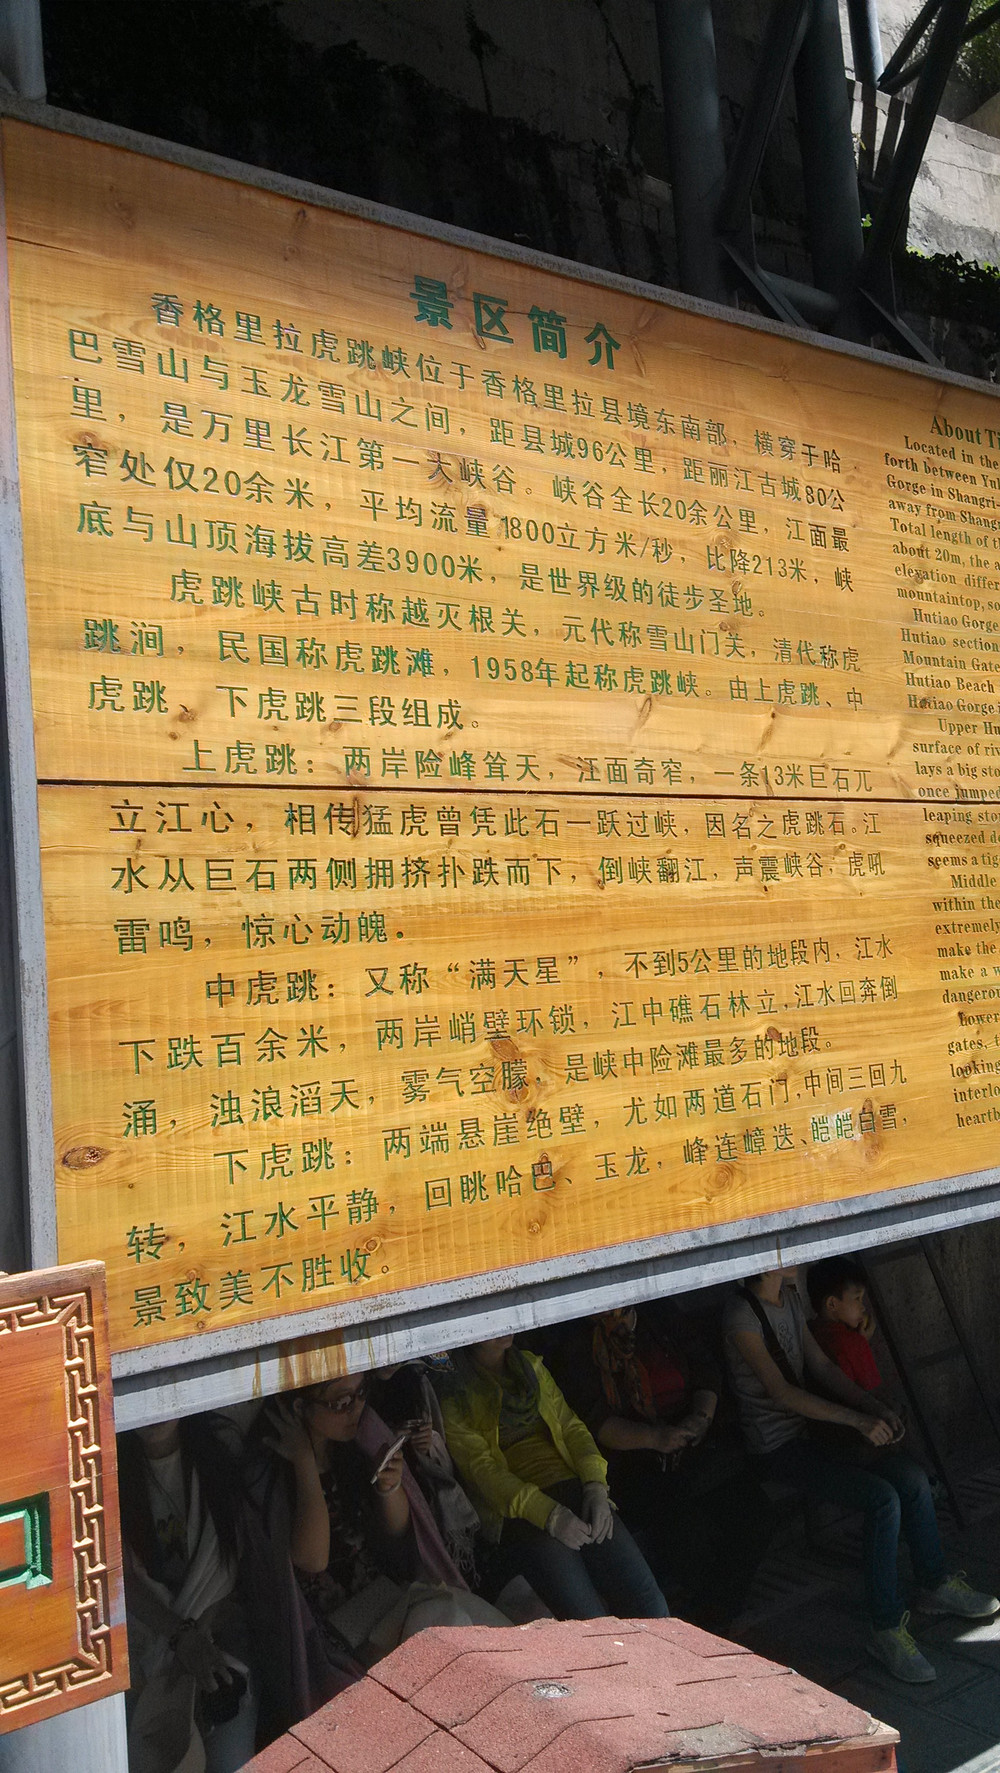 景区简介
香格里拉虎跳峡位于香格里拉县境东南部，横穿于哈
巴雪山与玉龙雪山之间，距县城96公里，距丽江古城80公
里，是万里长江第一大峡谷。峡谷全长20余公里，江面最
窄处仅20余米，平均流量1800立方米/秒，比降213米，峡
底与山顶海拔高差3900米，是世界级的徒步圣地。
虎跳峡古时称越灭根关，元代称雪山门关，清代称虎
跳涧，民国称虎跳滩，1958年起称虎跳峡。由上虎跳、中
虎跳、下虎跳三段组成。
上虎跳：两岸险峰耸天，江面奇窄，一条13米巨石兀
立江心，相传猛虎曾凭此石一跃过峡，因名之虎跳石。江
水从巨石两侧拥挤扑跌而下，倒峡翻江，声震峡谷，虎吼
雷鸣，惊心动魄。
中虎跳：又称“满天星”，不到5公里的地段内，江水
下跌百余米，两岸峭壁环锁，江中礁石林立，江水回奔倒
涌，浊浪滔天，雾气空朦，是峡中险滩最多的地段。
下虎跳：两端悬崖绝壁，尤如两道石门，中间三回九
转，江水平静，回眺哈巴、玉龙，峰连嶂迭、皑皑白雪，
景致美不胜收。
About T
Located in the
forth between Yul
Gorge in Shangri-
away from Shang
Total length of t
about 20m, the a
elevation differ
mountaintop, so
Hutiao Gorge
Hutiao section
Mountain Gate
Hutiao Beach
Hutiao Gorge i
Upper Hu
surface of riv
lays a big sto
once jumped
leaping sto
squeezed d
seems a tig
Middle
within the
extremely
make the
make a w
dangerou
Lower
gates, t
looking
interlo
heartb